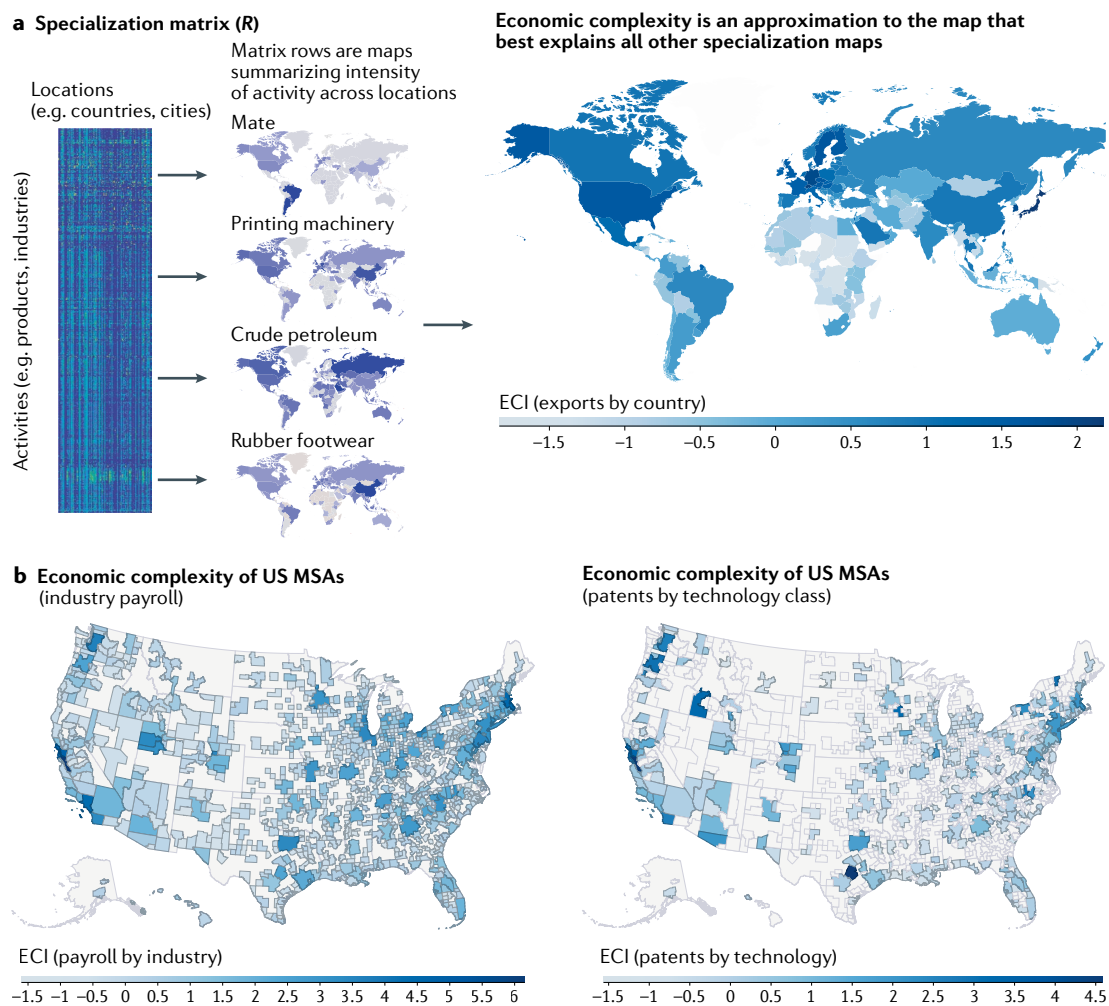 a Specialization matrix (R)
Locations
(e.g. countries, cities)
Activities (e.g. products, industries)
Matrix rows are maps
summarizing intensity
of activity across locations
Mate
Printing machinery
Crude petroleum
Rubber footwear
Economic complexity is an approximation to the map that
best explains all other specialization maps
ECI (exports by country)
−1.5 −1 −0.5 0 0.5 1 1.5 2
b Economic complexity of US MSAs
(industry payroll)
ECI (payroll by industry)
−1.5 −1 −0.5 0 0.5 1 1.5 2 2.5 3 3.5 4 4.5 5 5.5 6
Economic complexity of US MSAs
(patents by technology class)
ECI (patents by technology)
−1.5 −1 −0.5 0 0.5 1 1.5 2 2.5 3 3.5 4 4.5